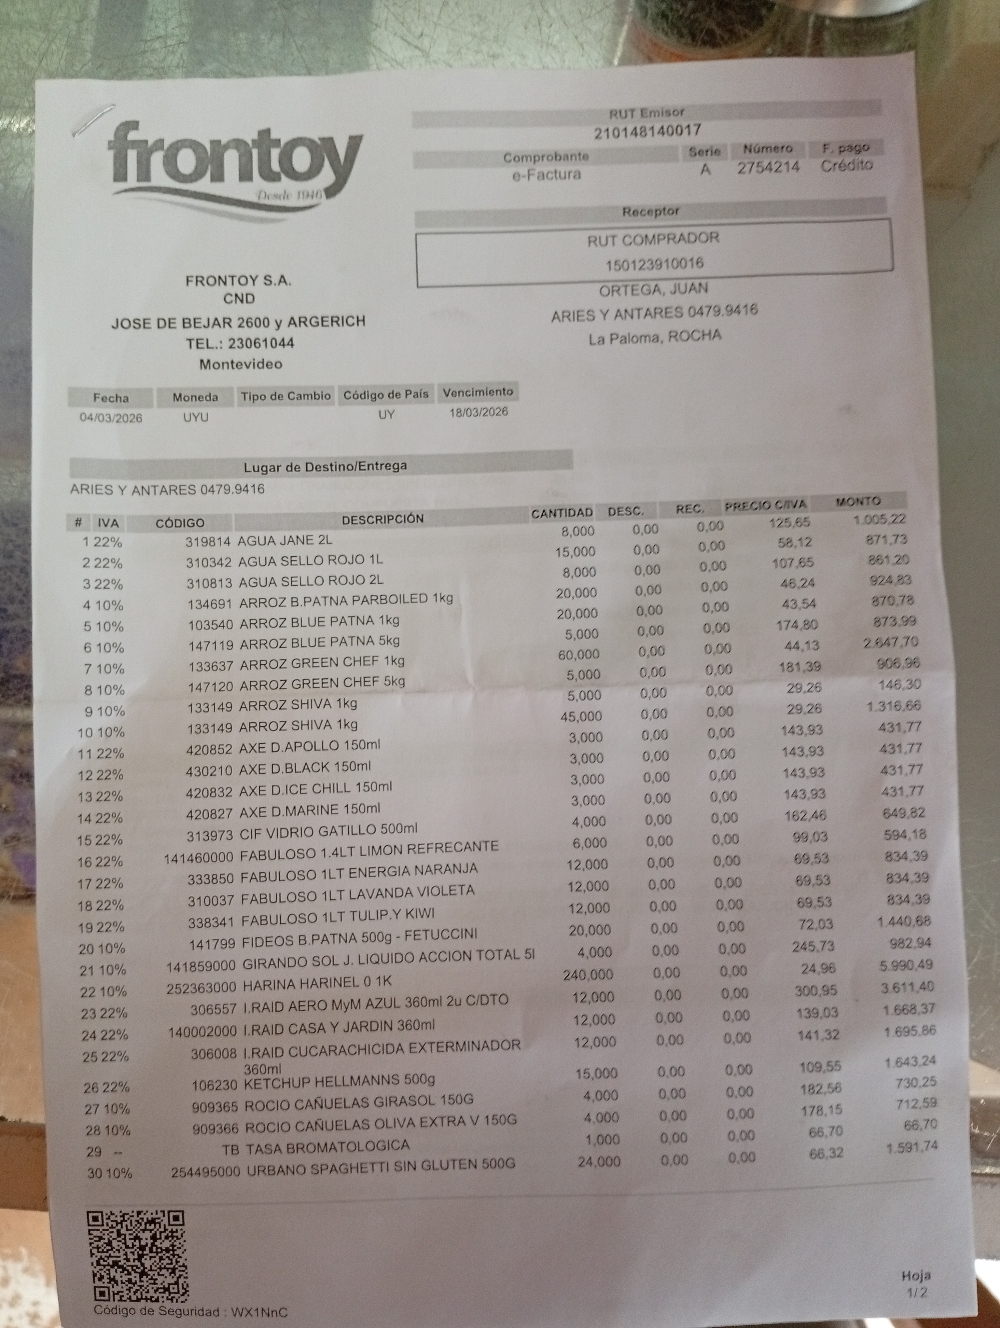 frontoy
Desde 1946
RUT Emisor
210148140017
Comprobante Serie Número F. pago
e-Factura A 2754214 Crédito
Receptor
RUT COMPRADOR
150123910016
ORTEGA, JUAN
ARIES Y ANTARES 0479.9416
La Paloma, ROCHA
FRONTOY S.A.
CND
JOSE DE BEJAR 2600 y ARGERICH
TEL.: 23061044
Montevideo
Fecha Moneda Tipo de Cambio Código de País Vencimiento
04/03/2026 UYU UY 18/03/2026
Lugar de Destino/Entrega
ARIES Y ANTARES 0479.9416
# IVA CÓDIGO DESCRIPCIÓN CANTIDAD DESC. REC. PRECIO C/IVA MONTO
1 22% 319814 AGUA JANE 2L 8,000 0,00 0,00 125,65 1.005,22
2 22% 310342 AGUA SELLO ROJO 1L 15,000 0,00 0,00 58,12 871,73
3 22% 310813 AGUA SELLO ROJO 2L 8,000 0,00 0,00 107,65 861,20
4 10% 134691 ARROZ B.PATNA PARBOILED 1kg 20,000 0,00 0,00 46,24 924,83
5 10% 103540 ARROZ BLUE PATNA 1kg 20,000 0,00 0,00 43,54 870,78
6 10% 147119 ARROZ BLUE PATNA 5kg 5,000 0,00 0,00 174,80 873,99
7 10% 133637 ARROZ GREEN CHEF 1kg 60,000 0,00 0,00 44,13 2.647,70
8 10% 147120 ARROZ GREEN CHEF 5kg 5,000 0,00 0,00 181,39 906,96
9 10% 133149 ARROZ SHIVA 1kg 5,000 0,00 0,00 29,26 146,30
10 10% 133149 ARROZ SHIVA 1kg 45,000 0,00 0,00 29,26 1.316,66
11 22% 420852 AXE D.APOLLO 150ml 3,000 0,00 0,00 143,93 431,77
12 22% 430210 AXE D.BLACK 150ml 3,000 0,00 0,00 143,93 431,77
13 22% 420832 AXE D.ICE CHILL 150ml 3,000 0,00 0,00 143,93 431,77
14 22% 420827 AXE D.MARINE 150ml 3,000 0,00 0,00 143,93 431,77
15 22% 313973 CIF VIDRIO GATILLO 500ml 4,000 0,00 0,00 162,46 649,82
16 22% 141460000 FABULOSO 1.4LT LIMON REFRECANTE 6,000 0,00 0,00 99,03 594,18
17 22% 333850 FABULOSO 1LT ENERGIA NARANJA 12,000 0,00 0,00 69,53 834,39
18 22% 310037 FABULOSO 1LT LAVANDA VIOLETA 12,000 0,00 0,00 69,53 834,39
19 22% 338341 FABULOSO 1LT TULIP.Y KIWI 12,000 0,00 0,00 69,53 834,39
20 10% 141799 FIDEOS B.PATNA 500g - FETUCCINI 20,000 0,00 0,00 72,03 1.440,68
21 10% 141859000 GIRANDO SOL J. LIQUIDO ACCION TOTAL 5l 4,000 0,00 0,00 245,73 982,94
22 10% 252363000 HARINA HARINEL 0 1K 240,000 0,00 0,00 24,96 5.990,49
23 22% 306557 I.RAID AERO MyM AZUL 360ml 2u C/DTO 12,000 0,00 0,00 300,95 3.611,40
24 22% 140002000 I.RAID CASA Y JARDIN 360ml 12,000 0,00 0,00 139,03 1.668,37
25 22% 306008 I.RAID CUCARACHICIDA EXTERMINADOR 12,000 0,00 0,00 141,32 1.695,86
360ml
26 22% 106230 KETCHUP HELLMANNS 500g 15,000 0,00 0,00 109,55 1.643,24
27 10% 909365 ROCIO CAÑUELAS GIRASOL 150G 4,000 0,00 0,00 182,56 730,25
28 10% 909366 ROCIO CAÑUELAS OLIVA EXTRA V 150G 4,000 0,00 0,00 178,15 712,59
29 -- TB TASA BROMATOLOGICA 1,000 0,00 0,00 66,70 66,70
30 10% 254495000 URBANO SPAGHETTI SIN GLUTEN 500G 24,000 0,00 0,00 66,32 1.591,74
Código de Seguridad : WX1NnC
Hoja
1/ 2